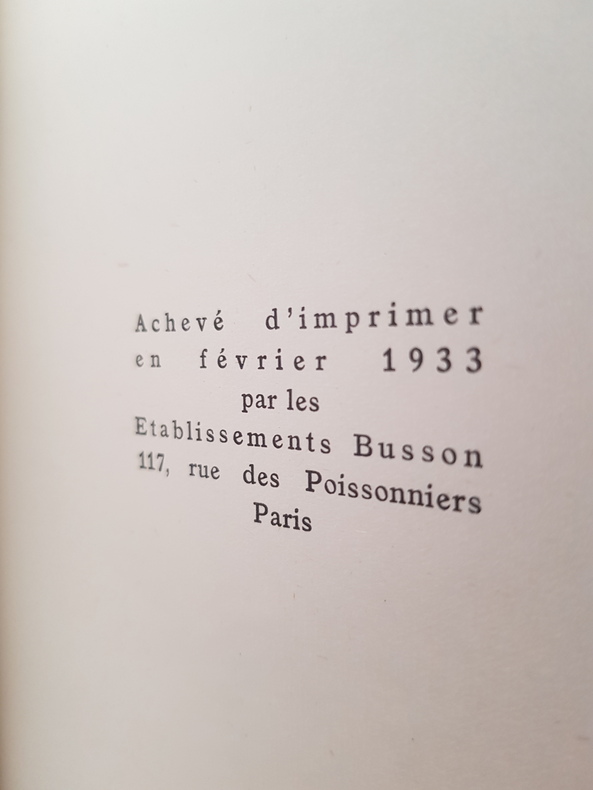 Achevé d'imprimer
en février 1933
par les
Etablissements Busson
117, rue des Poissonniers
Paris